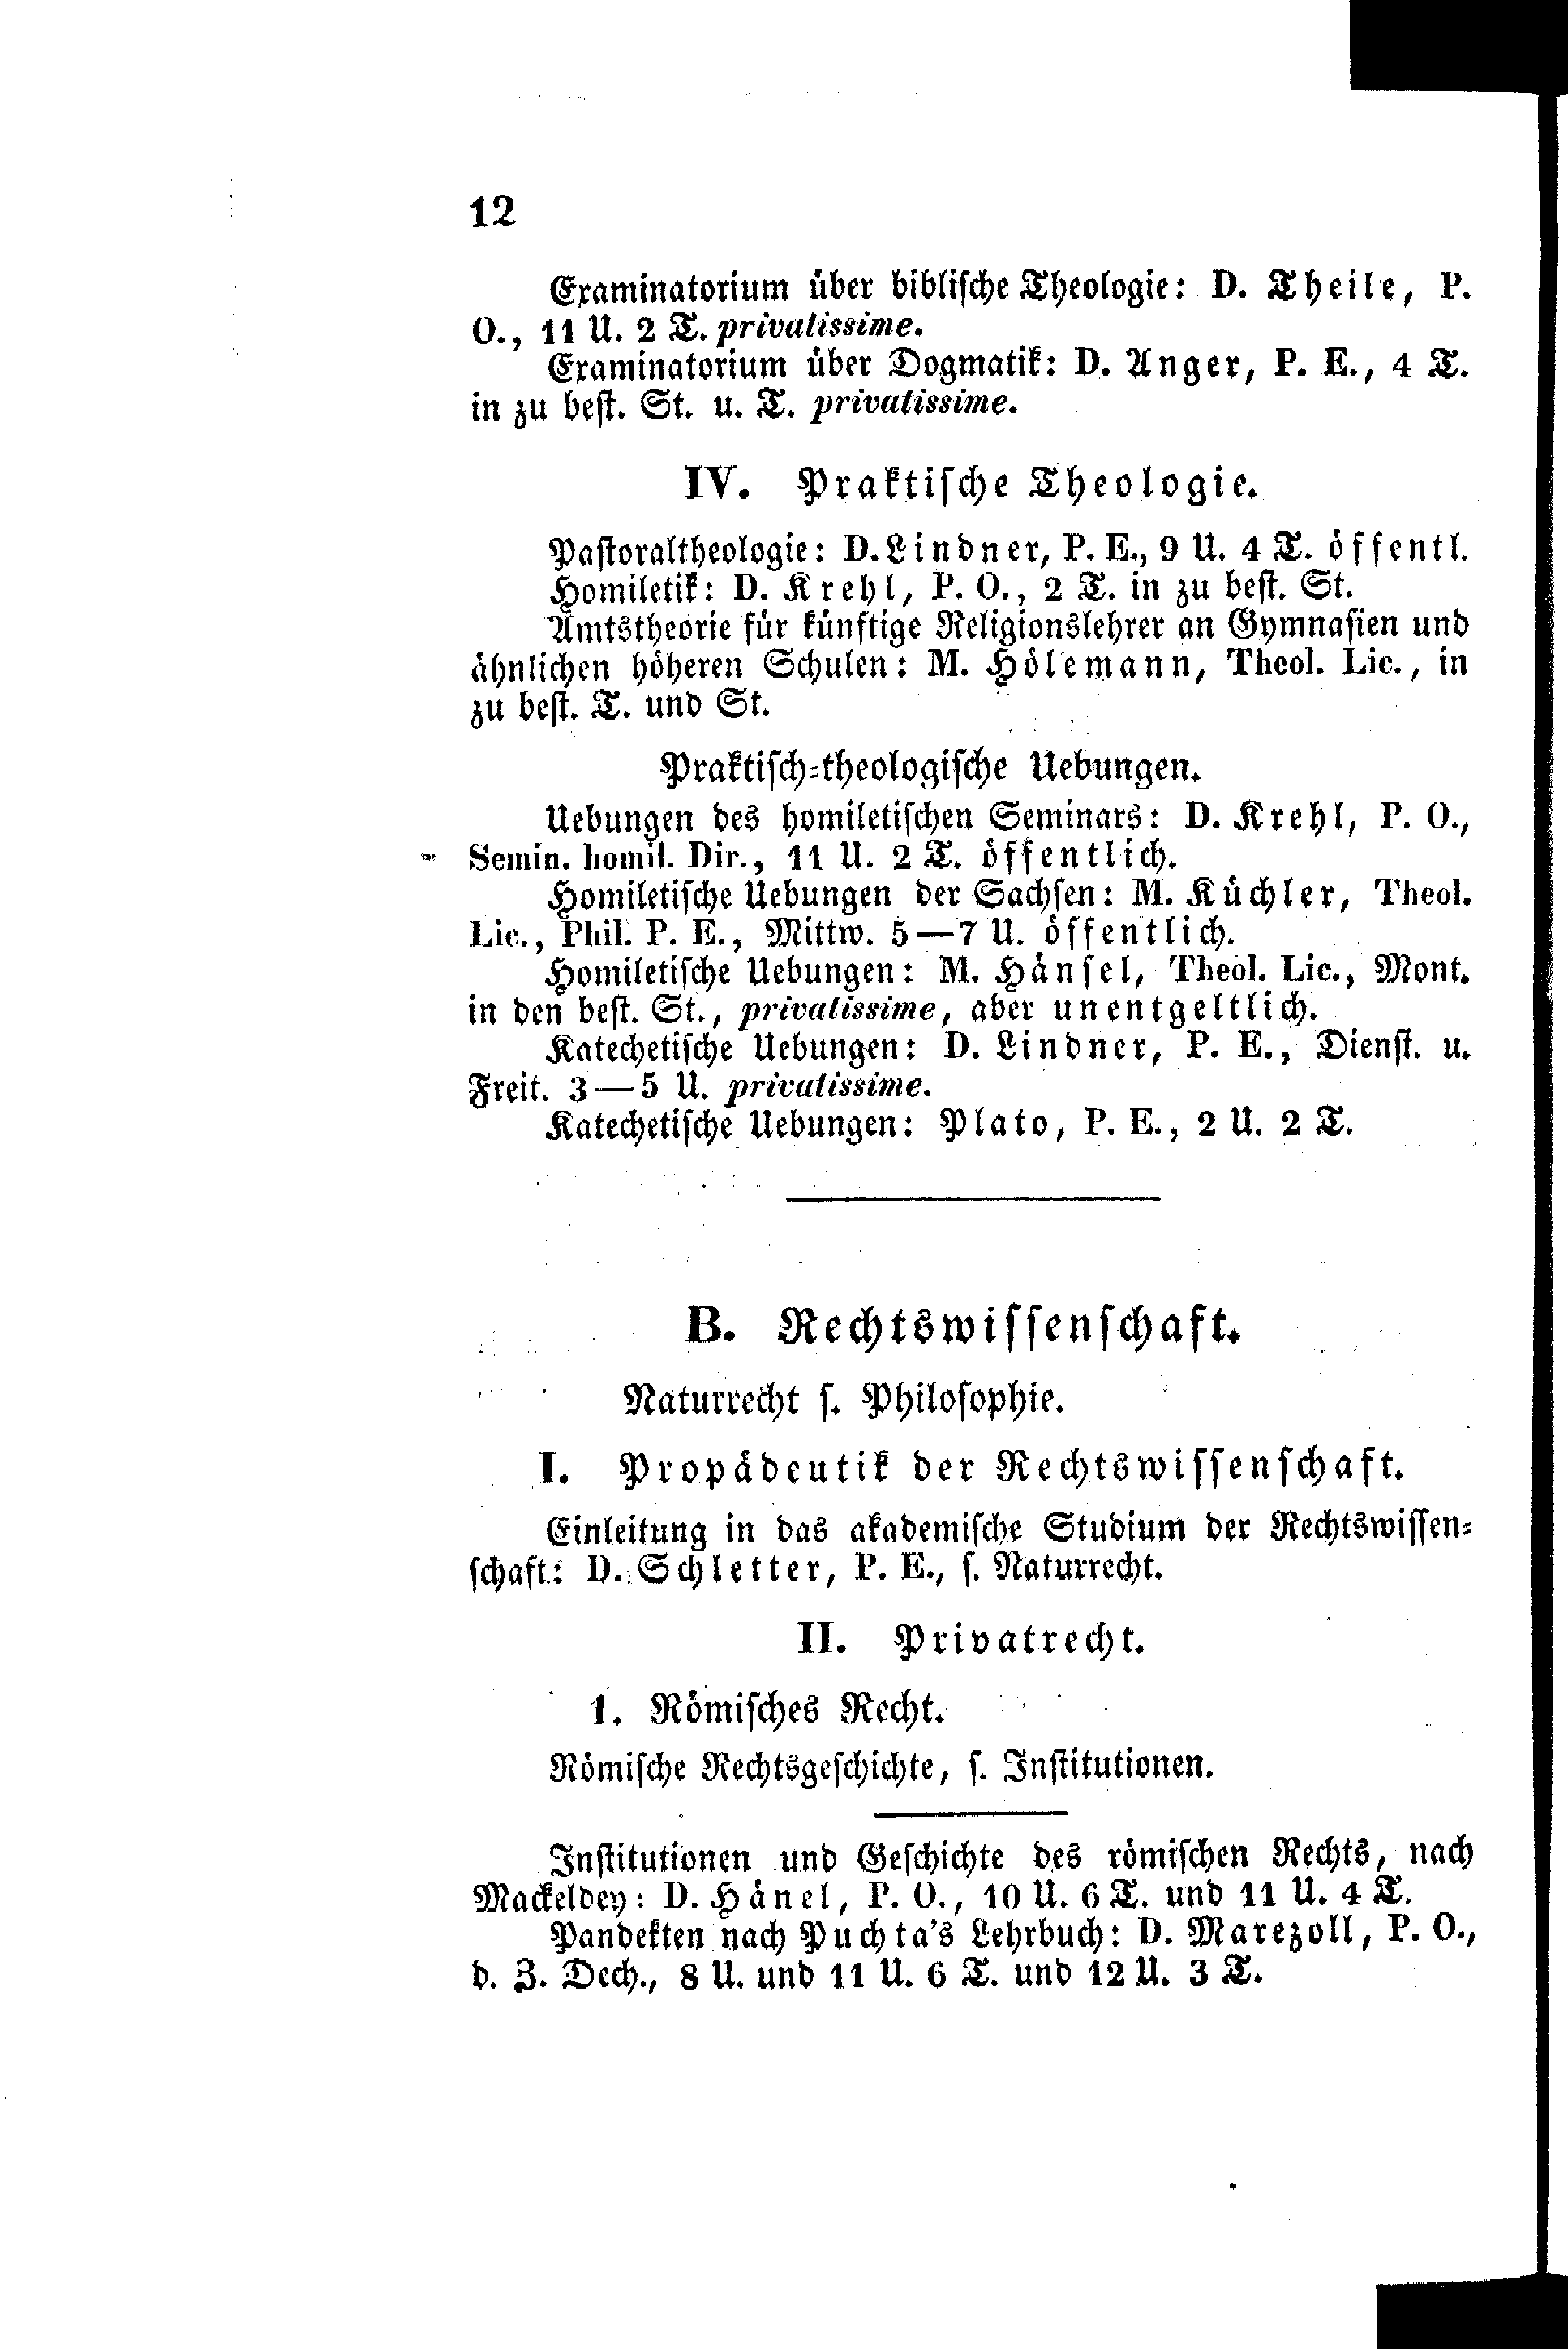 12
Examinatorium über biblische Theologie: D. Theile, P.
O., 11 U. 2 T. privatissime.
Examinatorium über Dogmatik: D. Anger, P. E., 4 T.
in zu best. St. u. T. privatissime.
IV. Praktische Theologie.
Pastoraltheologie: D. Lindner, P. E., 9 U. 4 T. öffentl.
Homiletik: D. Krehl, P. O., 2 T. in zu best. St.
Amtstheorie für künftige Religionslehrer an Gymnasien und
ähnlichen höheren Schulen: M. Hölemann, Theol. Lic., in
zu best. T. und St.
Praktisch-theologische Uebungen.
Uebungen des homiletischen Seminars: D. Krehl, P. O.,
Semin. homil. Dir., 11 U. 2 T. öffentlich.
Homiletische Uebungen der Sachsen: M. Küchler, Theol.
Lic., Phil. P. E., Mittw. 5—7 U. öffentlich.
Homiletische Uebungen: M. Hänsel, Theol. Lic., Mont.
in den best. St., privatissime, aber unentgeltlich.
Katechetische Uebungen: D. Lindner, P. E., Dienst. u.
Freit. 3—5 U. privatissime.
Katechetische Uebungen: Plato, P. E., 2 U. 2 T.
B. Rechtswissenschaft.
Naturrecht s. Philosophie.
I. Propädeutik der Rechtswissenschaft.
Einleitung in das akademische Studium der Rechtswissen-
schaft: D. Schletter, P. E., s. Naturrecht.
II. Privatrecht.
1. Römisches Recht.
Römische Rechtsgeschichte, s. Institutionen.
Institutionen und Geschichte des römischen Rechts, nach
Mackeldey: D. Hänel, P. O., 10 U. 6 T. und 11 U. 4 T.
Pandekten nach Puchta's Lehrbuch: D. Marezoll, P. O.,
d. Z. Dech., 8 U. und 11 U. 6 T. und 12 U. 3 T.